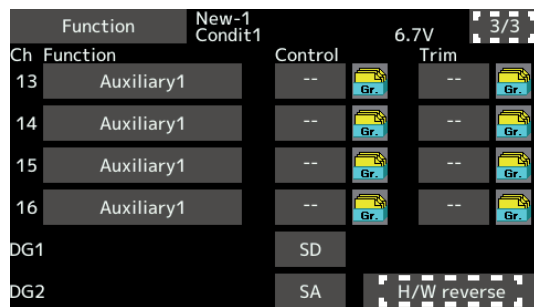 Function New-1 3/3
Condit1 6.7V
Ch Function Control Trim
13 Auxiliary1 -- Gr. -- Gr.
14 Auxiliary1 -- Gr. -- Gr.
15 Auxiliary1 -- Gr. -- Gr.
16 Auxiliary1 -- Gr. -- Gr.
DG1 SD
DG2 SA H/W reverse